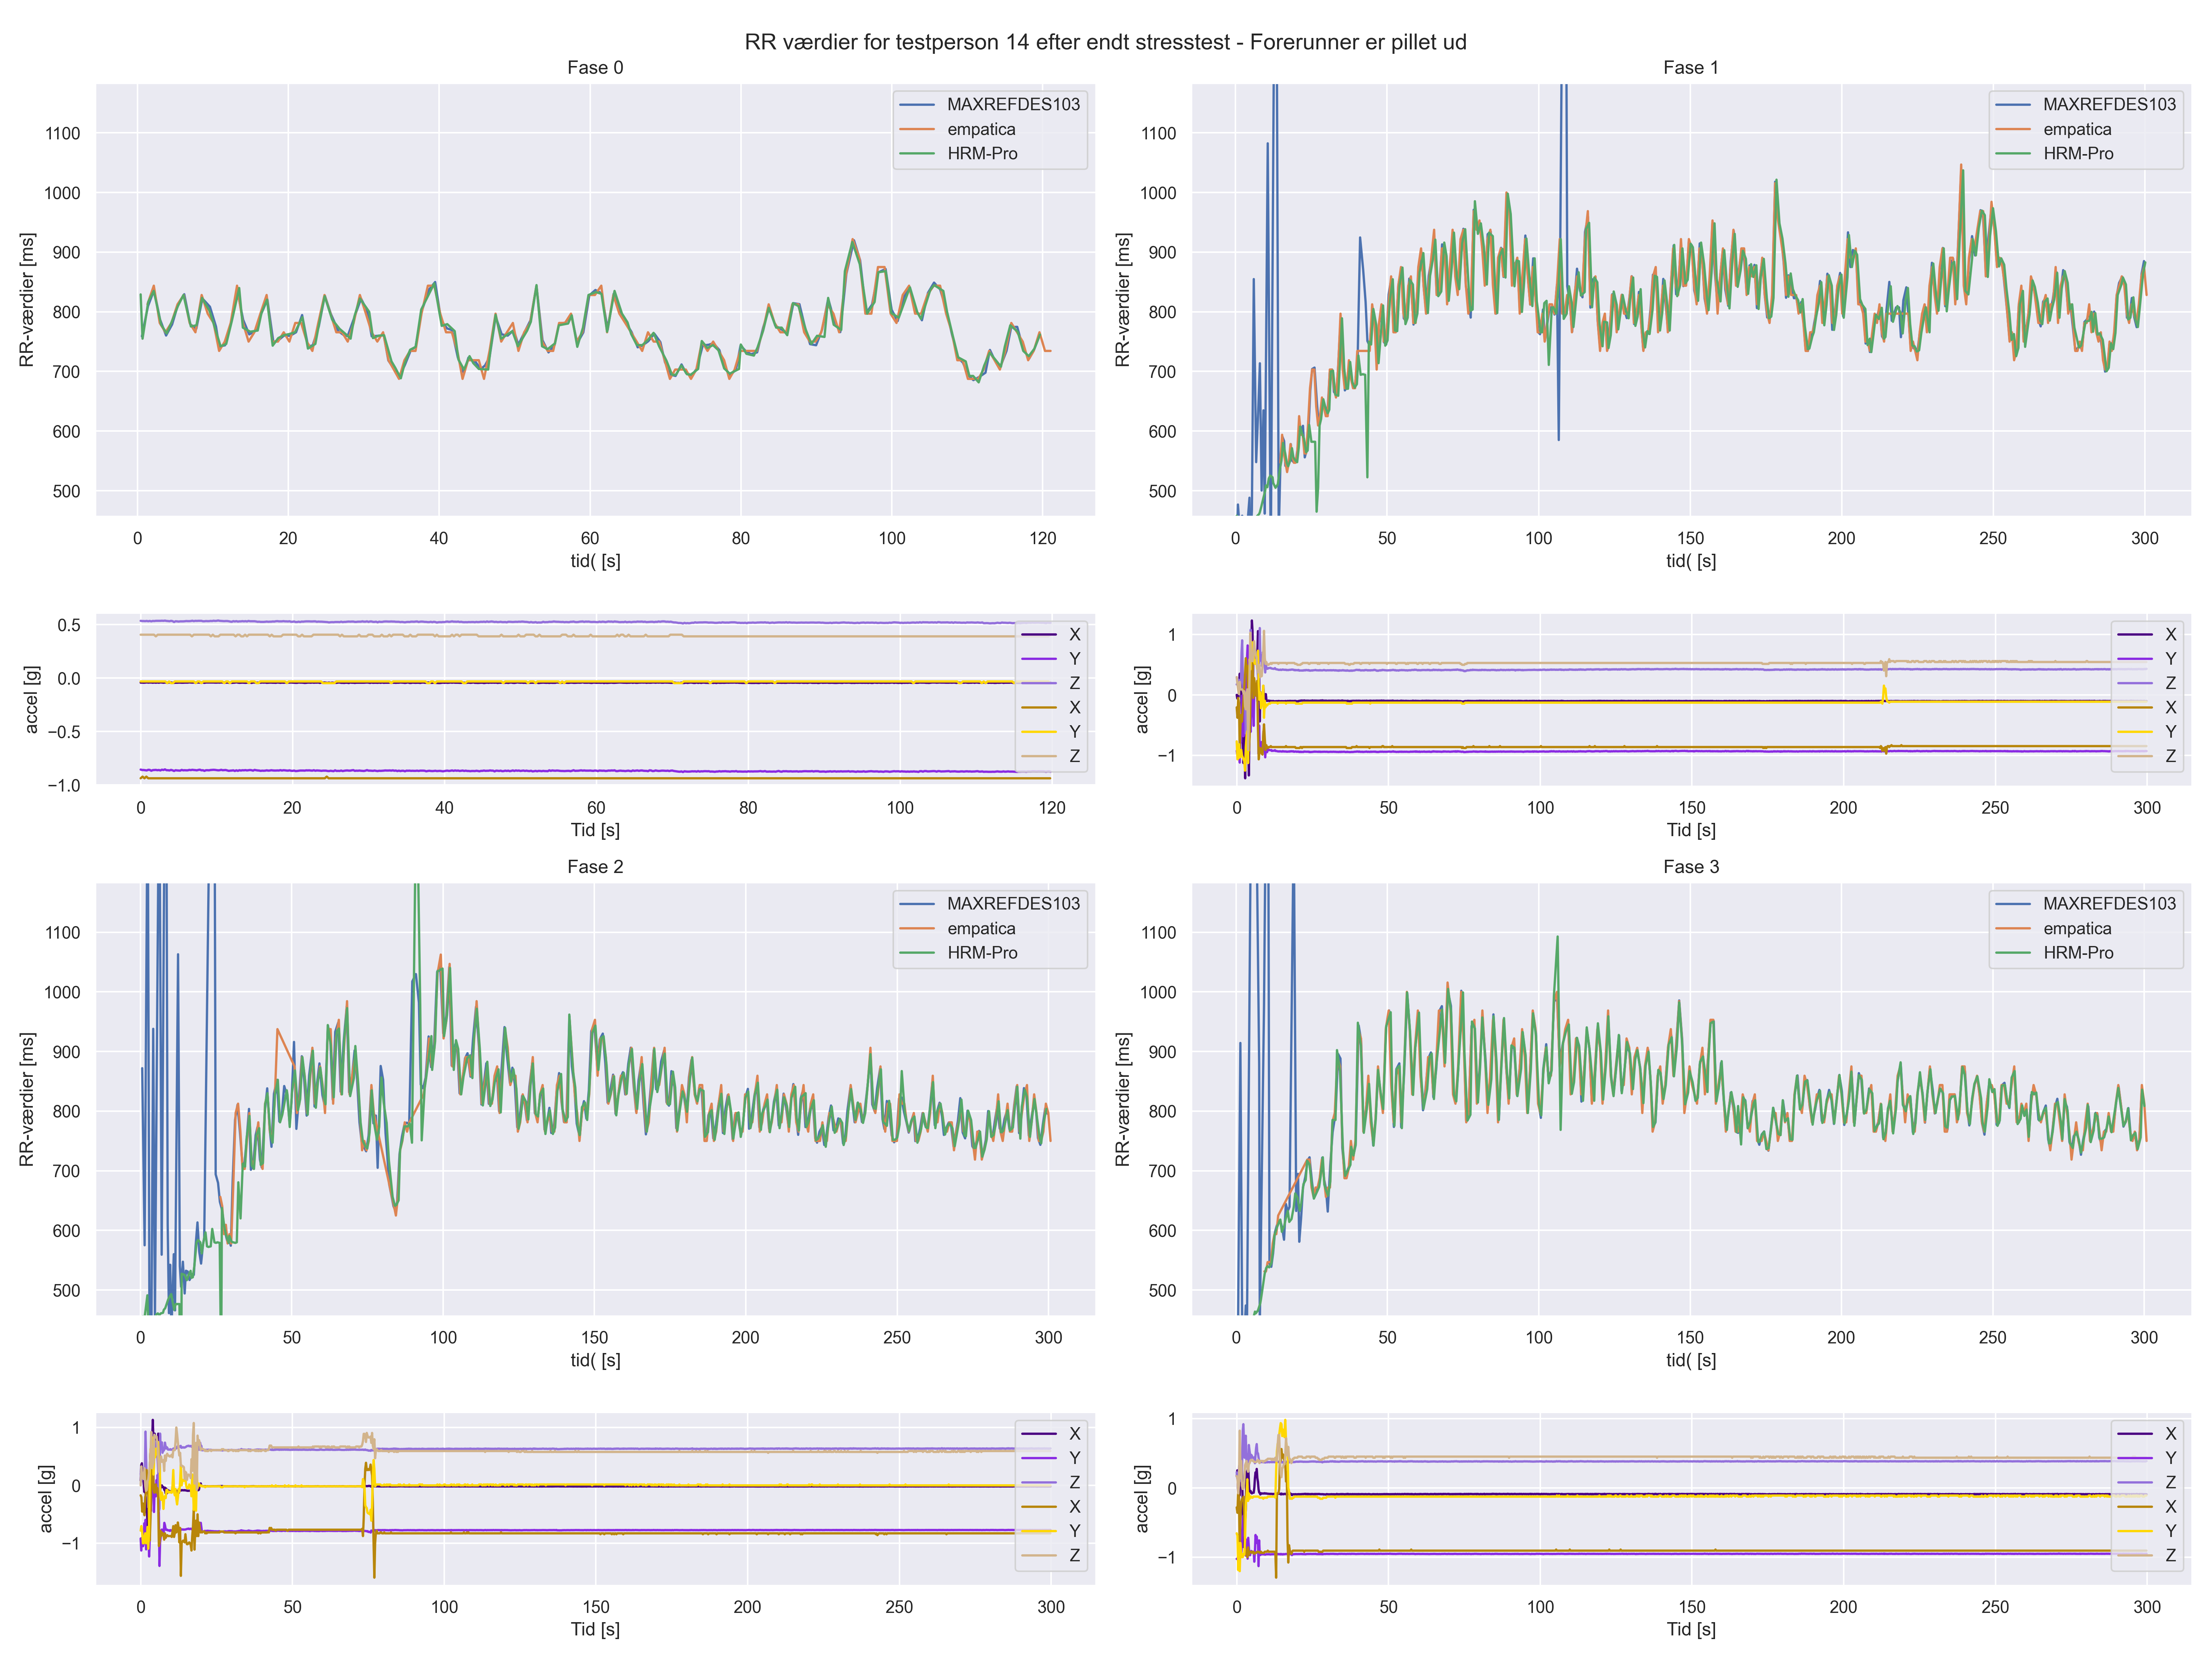 RR værdier for testperson 14 efter endt stresstest - Forerunner er pillet ud
Fase 0
RR-værdier [ms]
1100
1000
900
800
700
600
500
MAXREFDES103
empatica
HRM-Pro
0 20 40 60 80 100 120
tid( [s]
accel [g]
0.5
0.0
−0.5
−1.0
X
Y
Z
X
Y
Z
0 20 40 60 80 100 120
Tid [s]
Fase 1
RR-værdier [ms]
1100
1000
900
800
700
600
500
MAXREFDES103
empatica
HRM-Pro
0 50 100 150 200 250 300
tid( [s]
accel [g]
1
0
−1
X
Y
Z
X
Y
Z
0 50 100 150 200 250 300
Tid [s]
Fase 2
RR-værdier [ms]
1100
1000
900
800
700
600
500
MAXREFDES103
empatica
HRM-Pro
0 50 100 150 200 250 300
tid( [s]
accel [g]
1
0
−1
X
Y
Z
X
Y
Z
0 50 100 150 200 250 300
Tid [s]
Fase 3
RR-værdier [ms]
1100
1000
900
800
700
600
500
MAXREFDES103
empatica
HRM-Pro
0 50 100 150 200 250 300
tid( [s]
accel [g]
1
0
−1
X
Y
Z
X
Y
Z
0 50 100 150 200 250 300
Tid [s]